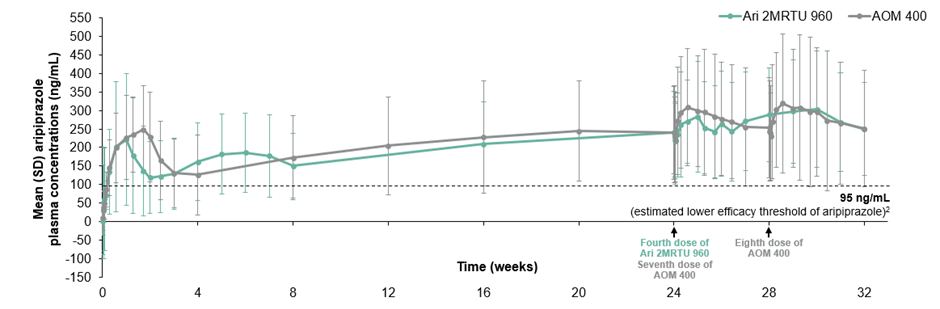 Ari 2MRTU 960 AOM 400
Mean (SD) aripiprazole
plasma concentrations (ng/mL)
550
500
450
400
350
300
250
200
150
100
50
0
-50
-100
-150
95 ng/mL
(estimated lower efficacy threshold of aripiprazole)2
Fourth dose of
Ari 2MRTU 960
Seventh dose of
AOM 400
Eighth dose of
AOM 400
Time (weeks)
0 4 8 12 16 20 24 28 32